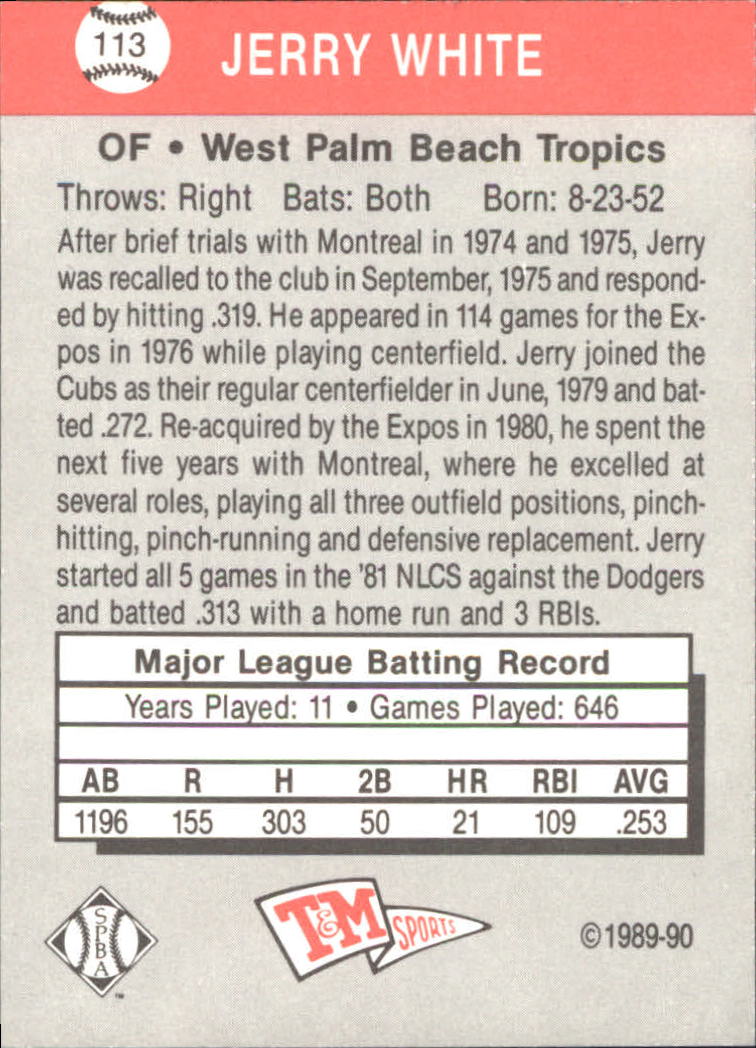 113
JERRY WHITE
OF • West Palm Beach Tropics
Throws: Right Bats: Both Born: 8-23-52
After brief trials with Montreal in 1974 and 1975, Jerry
was recalled to the club in September, 1975 and respond-
ed by hitting .319. He appeared in 114 games for the Ex-
pos in 1976 while playing centerfield. Jerry joined the
Cubs as their regular centerfielder in June, 1979 and bat-
ted .272. Re-acquired by the Expos in 1980, he spent the
next five years with Montreal, where he excelled at
several roles, playing all three outfield positions, pinch-
hitting, pinch-running and defensive replacement. Jerry
started all 5 games in the '81 NLCS against the Dodgers
and batted .313 with a home run and 3 RBIs.
Major League Batting Record
Years Played: 11 • Games Played: 646
AB R H 2B HR RBI AVG
1196 155 303 50 21 109 .253
SPBA
™
T&M SPORTS
©1989-90